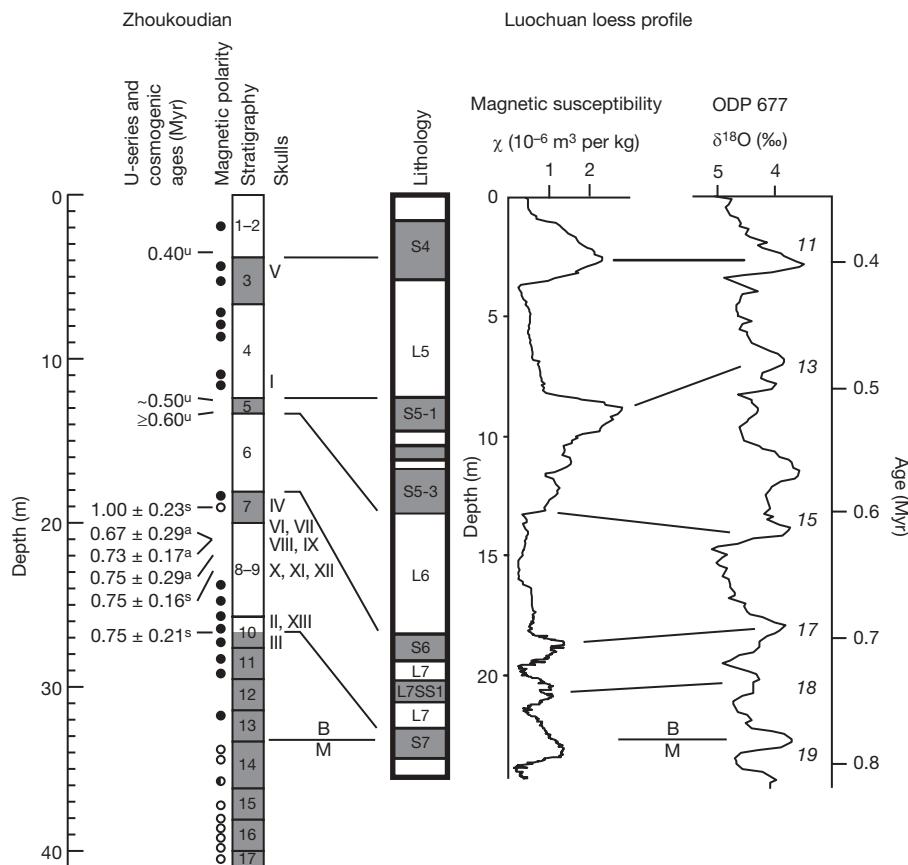 Zhoukoudian
Luochuan loess profile
U-series and
cosmogenic
ages (Myr)
Magnetic polarity
Stratigraphy
Skulls
Lithology
Magnetic susceptibility
χ (10⁻⁶ m³ per kg)
1 2
ODP 677
δ¹⁸O (‰)
5 4
Depth (m)
0
10
20
30
40
0.40ᵘ
~0.50ᵘ
≥0.60ᵘ
1.00 ± 0.23ˢ
0.67 ± 0.29ᵃ
0.73 ± 0.17ᵃ
0.75 ± 0.29ᵃ
0.75 ± 0.16ˢ
0.75 ± 0.21ˢ
1–2
3
4
5
6
7
8–9
10
11
12
13
14
15
16
17
V
I
IV
VI, VII
VIII, IX
X, XI, XII
II, XIII
III
B
M
S4
L5
S5-1
S5-3
L6
S6
L7
L7SS1
L7
S7
Depth (m)
0
5
10
15
20
B
M
11
13
15
17
18
19
0.4
0.5
0.6
0.7
0.8
Age (Myr)